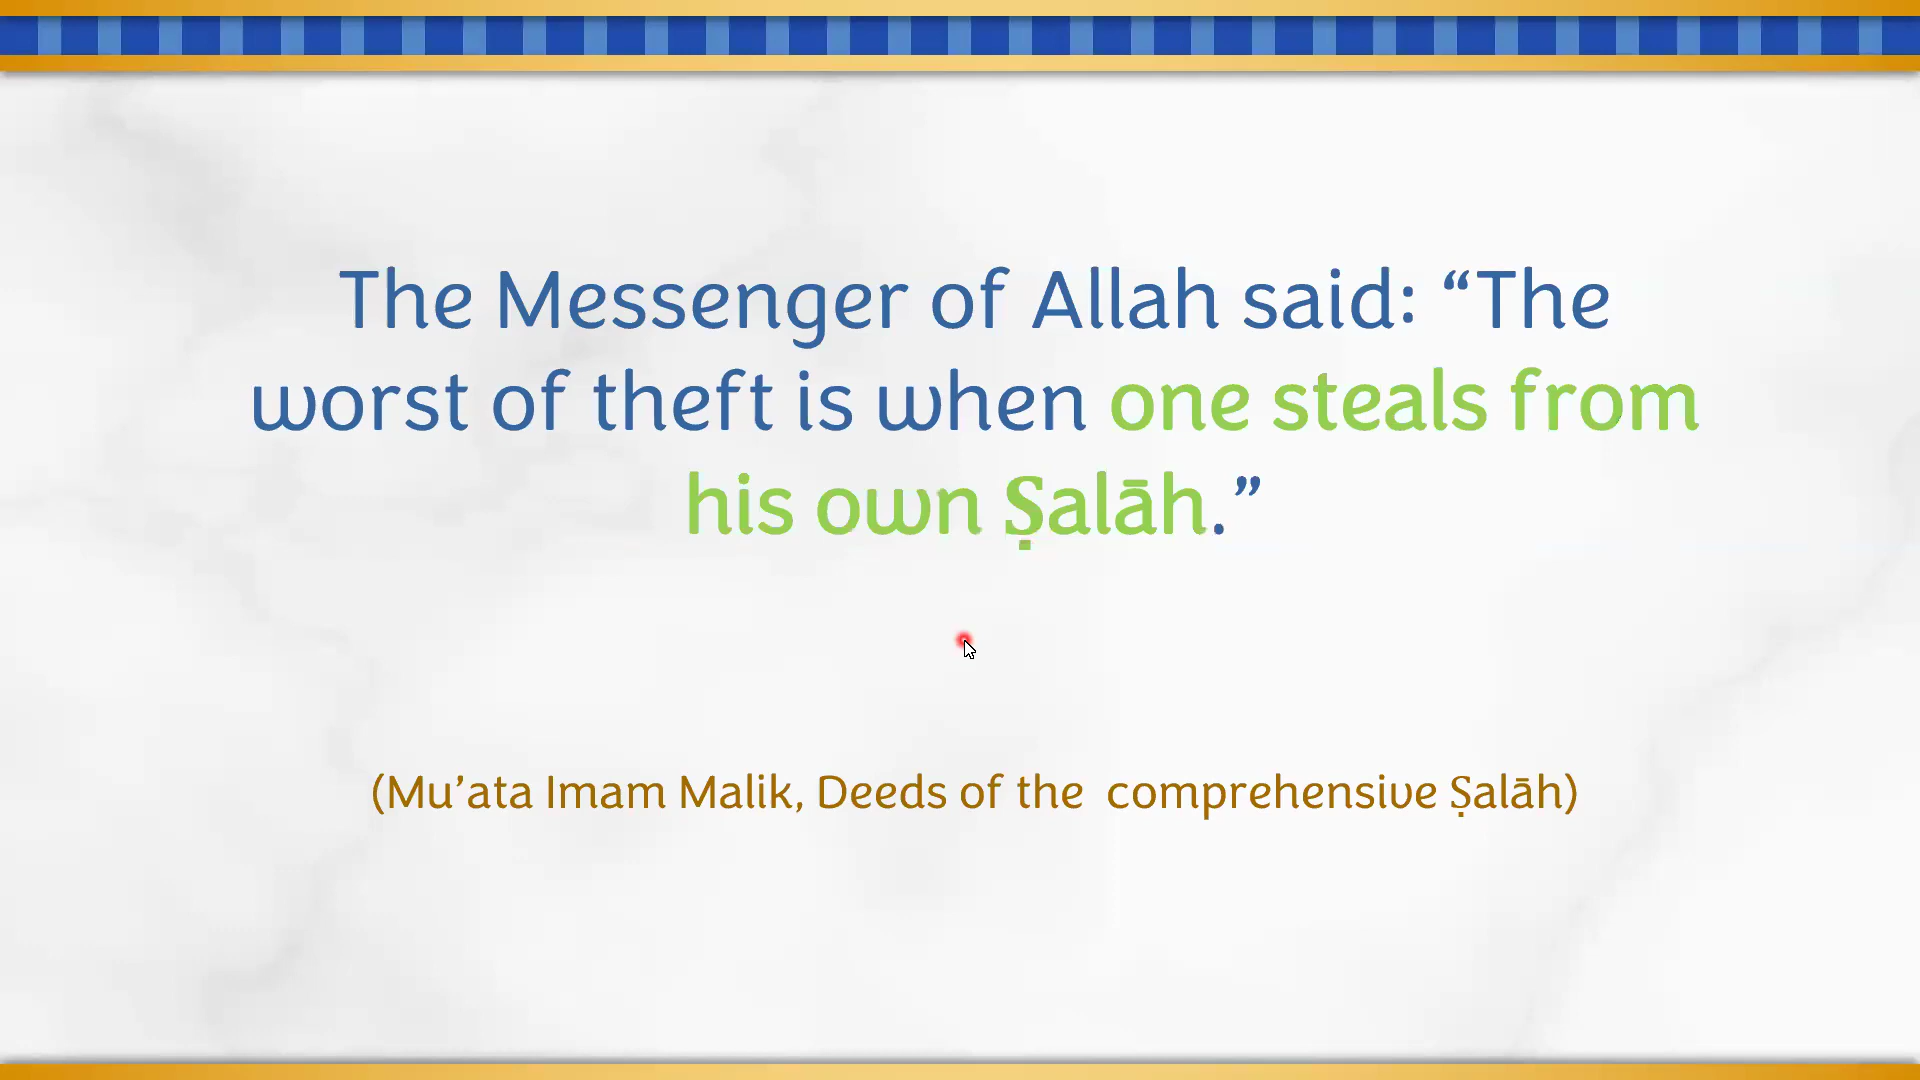 The Messenger of Allah said: “The
worst of theft is when one steals from
his own Ṣalāh.”
(Mu’ata Imam Malik, Deeds of the  comprehensive Ṣalāh)